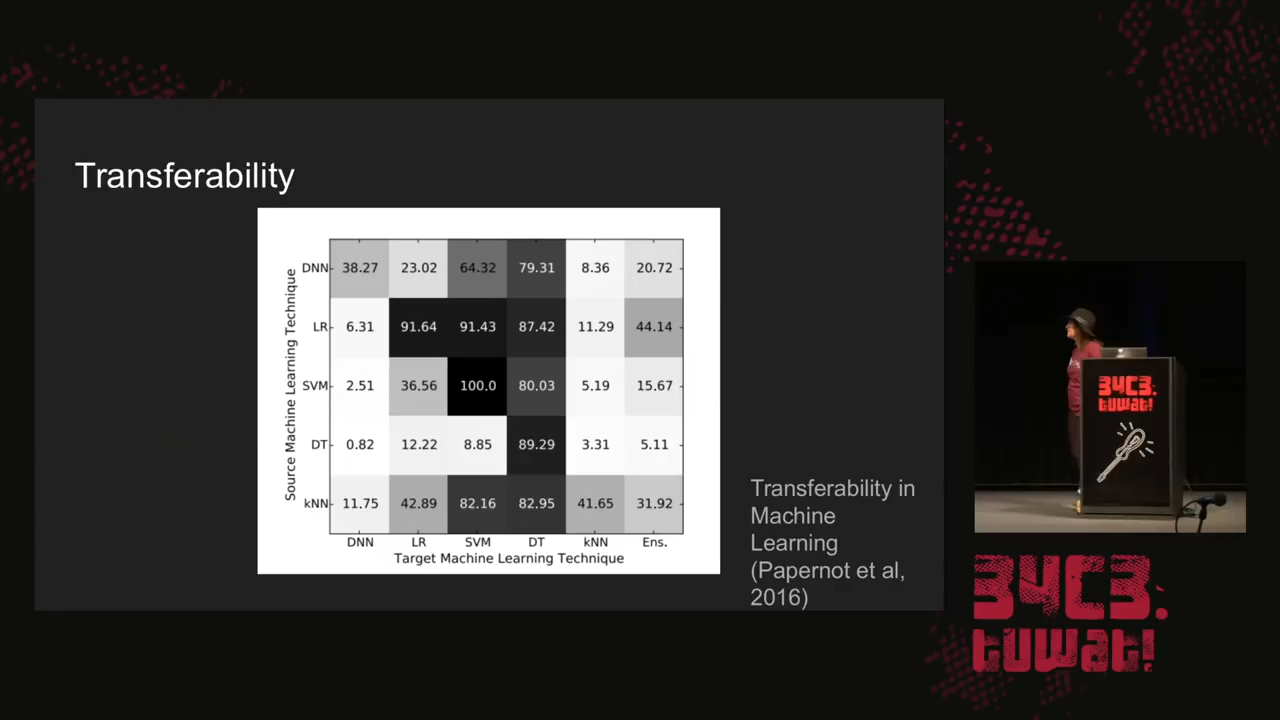 Transferability
Source Machine Learning Technique
DNN 38.27 23.02 64.32 79.31 8.36 20.72
LR 6.31 91.64 91.43 87.42 11.29 44.14
SVM 2.51 36.56 100.0 80.03 5.19 15.67
DT 0.82 12.22 8.85 89.29 3.31 5.11
kNN 11.75 42.89 82.16 82.95 41.65 31.92
DNN LR SVM DT kNN Ens.
Target Machine Learning Technique
Transferability in
Machine
Learning
(Papernot et al,
2016)
34C3.
tuwat!
34C3.
tuwat!